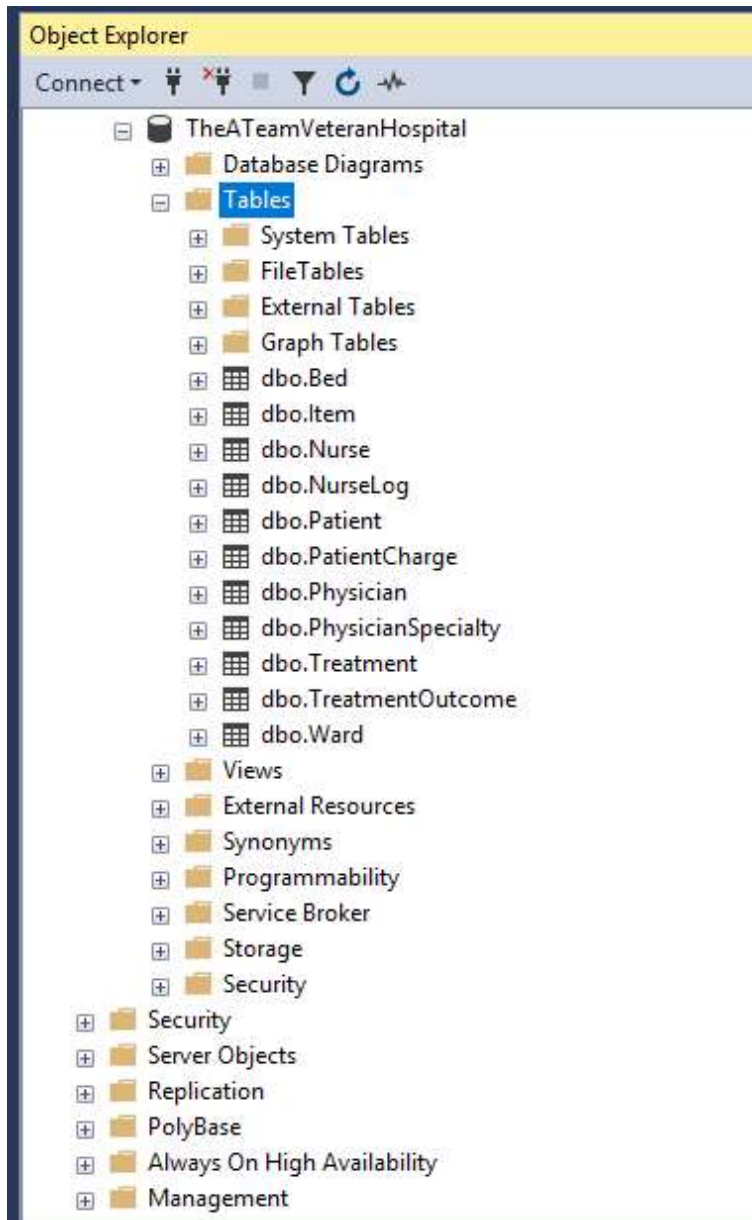 Object Explorer
Connect
TheATeamVeteranHospital
Database Diagrams
Tables
System Tables
FileTables
External Tables
Graph Tables
dbo.Bed
dbo.Item
dbo.Nurse
dbo.NurseLog
dbo.Patient
dbo.PatientCharge
dbo.Physician
dbo.PhysicianSpecialty
dbo.Treatment
dbo.TreatmentOutcome
dbo.Ward
Views
External Resources
Synonyms
Programmability
Service Broker
Storage
Security
Security
Server Objects
Replication
PolyBase
Always On High Availability
Management